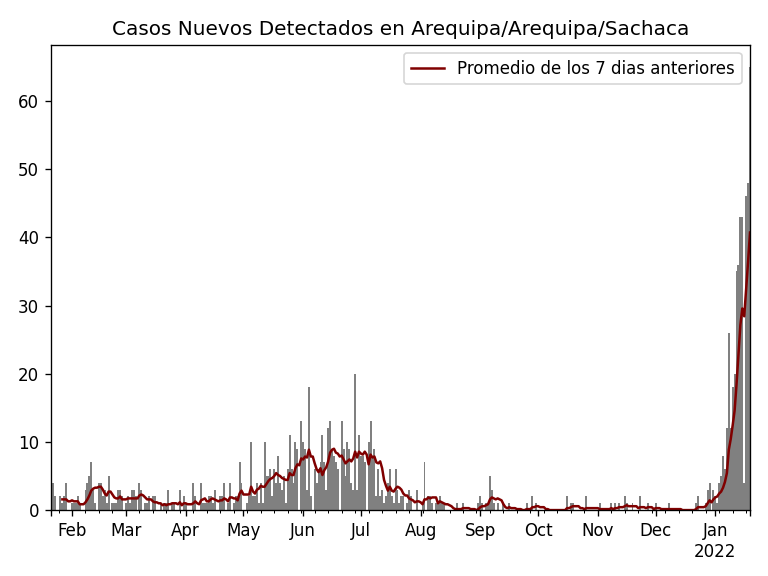 Casos Nuevos Detectados en Arequipa/Arequipa/Sachaca
Promedio de los 7 dias anteriores
60
50
40
30
20
10
0
Feb Mar Apr May Jun Jul Aug Sep Oct Nov Dec Jan
2022